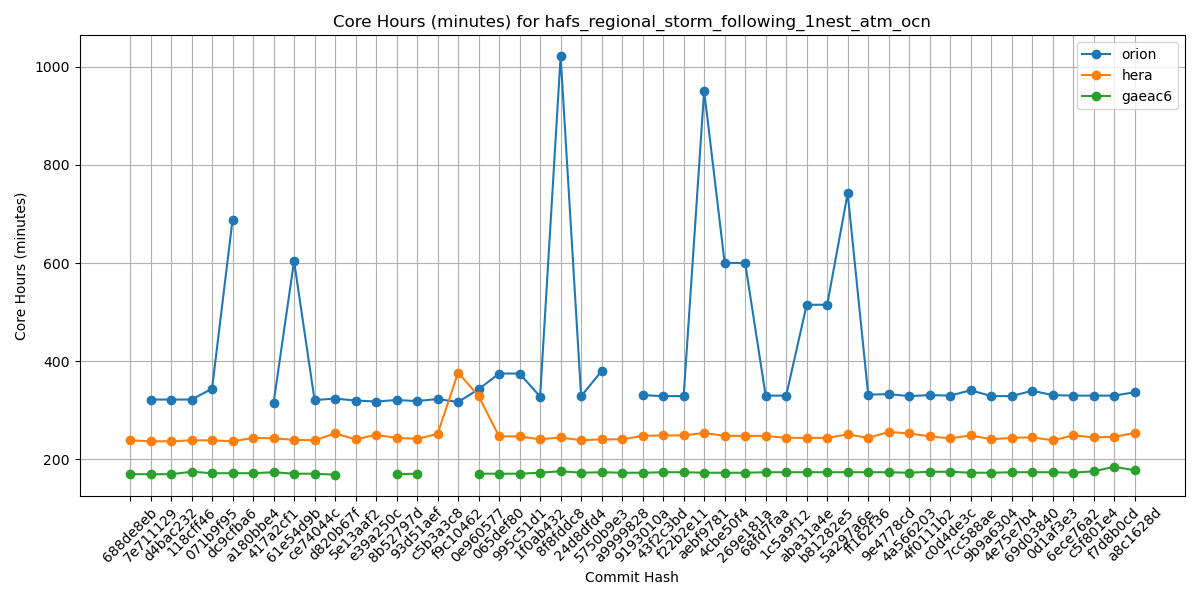 Core Hours (minutes) for hafs_regional_storm_following_1nest_atm_ocn
orion
hera
gaeac6
Core Hours (minutes)
1000
800
600
400
200
688de8eb
7e711129
d4bac232
118cff46
071b9f95
dc9cfba6
a180bbe4
417a2cf1
61e54d9b
ce74044c
d820b67f
5e13aaf2
e39a250c
8b52797d
93d51aef
c5b3a3c8
f9c10462
0e960577
065def80
995c51d1
1f0ab432
8f6fddc8
24d8dfd4
5750b9e3
a9999828
9193010a
43f2c3bd
f22b2e11
aebf9781
4cbe50f4
269e181a
68fd7faa
1c5a9f12
aba31a4e
b81282e5
5a297a6e
ff162f36
9e4778cd
4a566203
4f0111b2
c0d4de3c
7cc588ae
9b9a6304
4e75e7b4
69d03840
0d1af3e3
6ece76a2
c5f801e4
f7d8b0cd
a8c1628d
Commit Hash